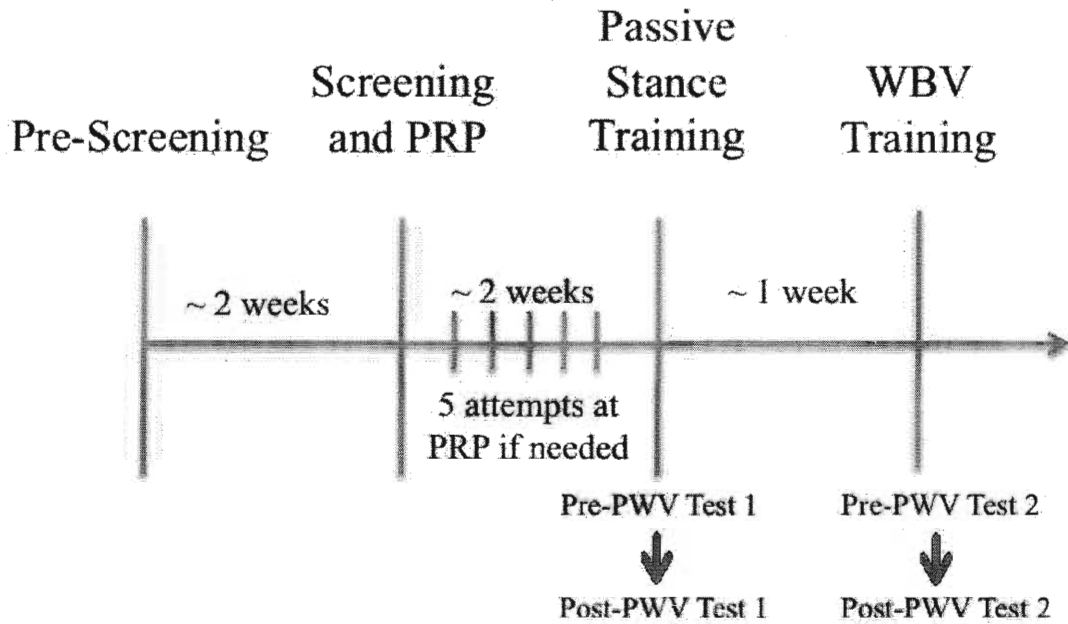 Pre-Screening
Screening
and PRP
Passive
Stance
Training
WBV
Training
~ 2 weeks
~ 2 weeks
~ 1 week
5 attempts at
PRP if needed
Pre-PWV Test 1
Post-PWV Test 1
Pre-PWV Test 2
Post-PWV Test 2